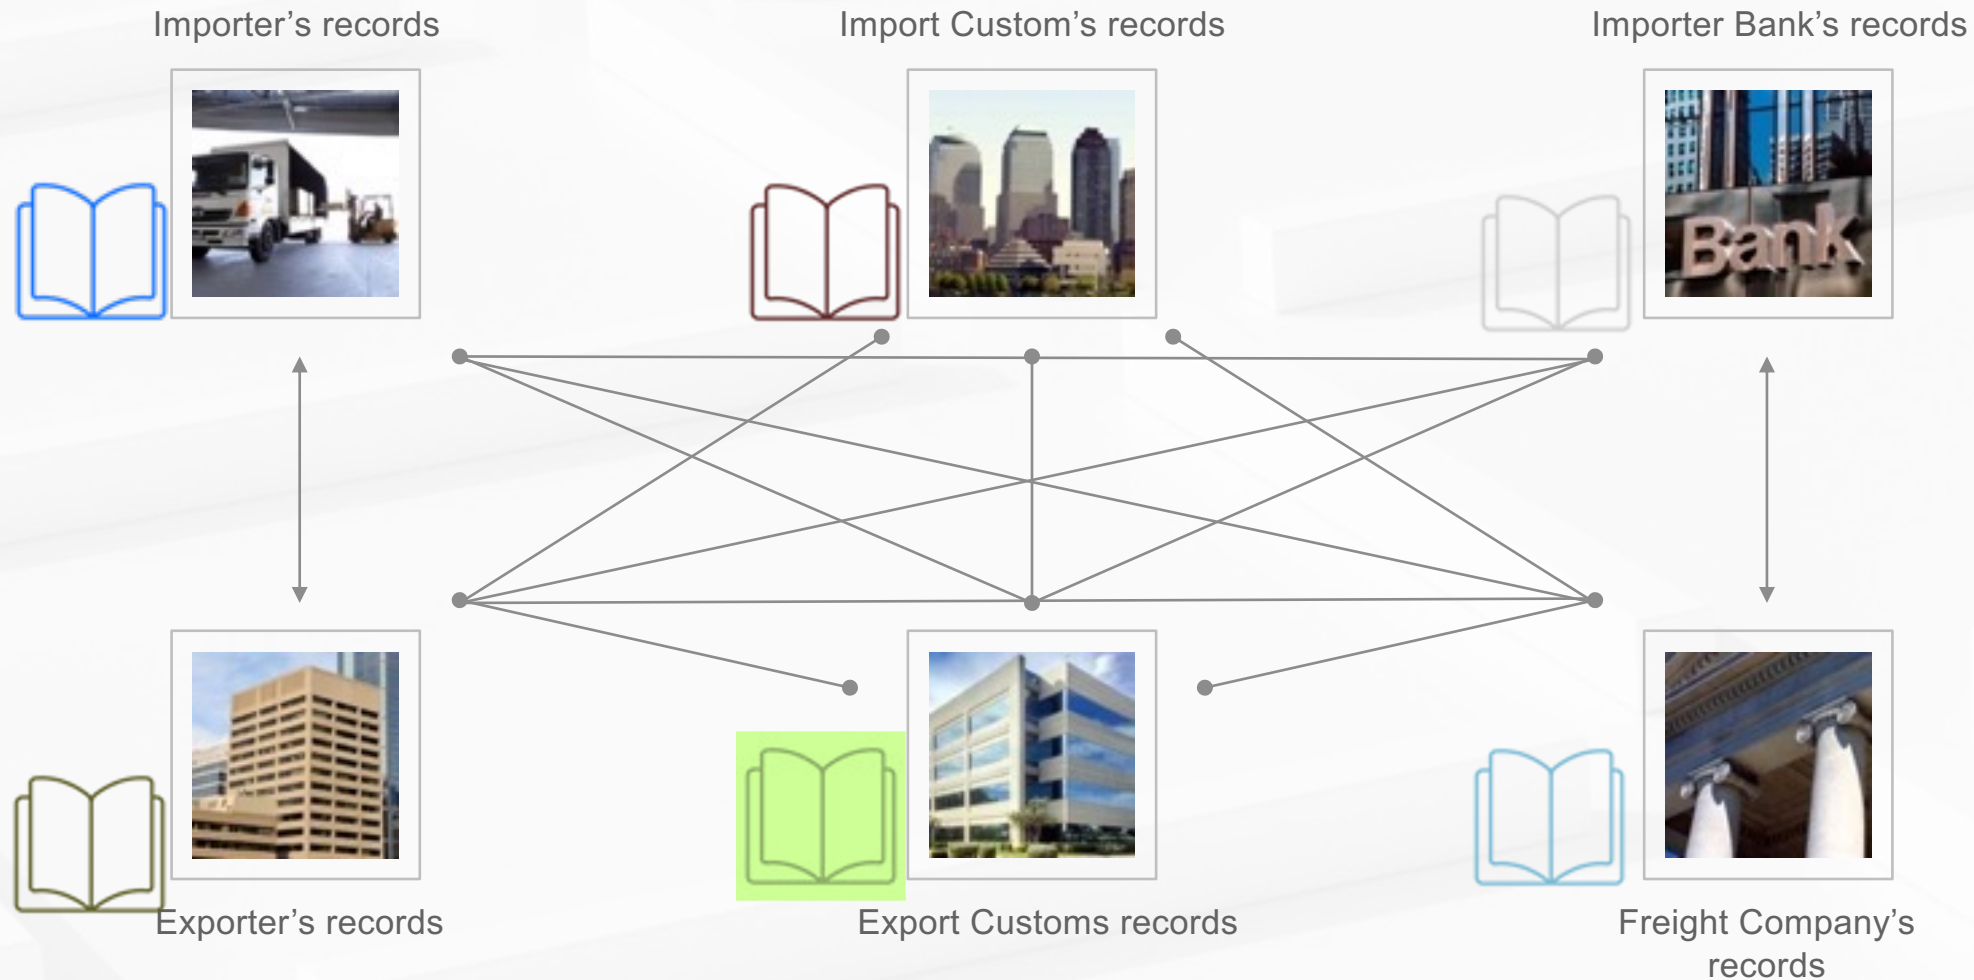 Importer’s records
Import Custom’s records
Importer Bank’s records
Bank
Exporter’s records
Export Customs records
Freight Company’s
records